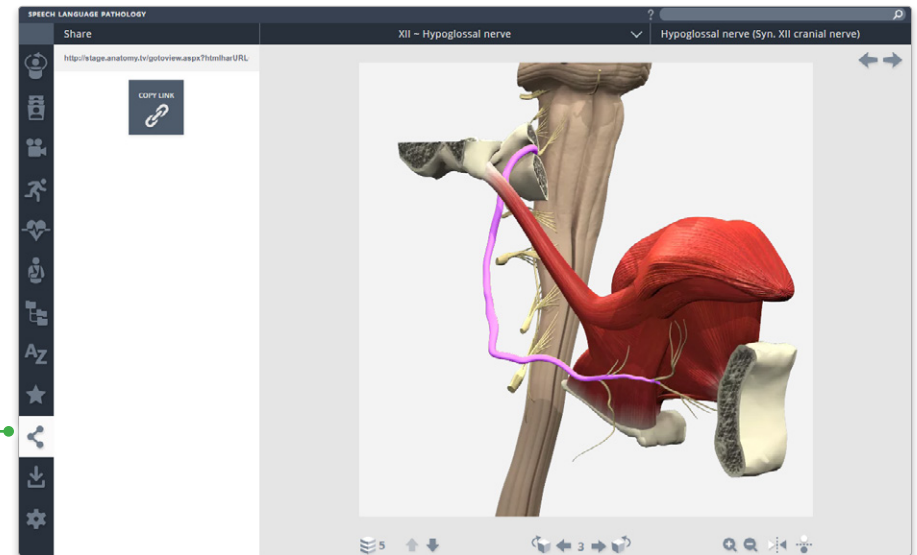 SPEECH LANGUAGE PATHOLOGY
?
Share
XII – Hypoglossal nerve
Hypoglossal nerve (Syn. XII cranial nerve)
http://stage.anatomy.tv/gotoview.aspx?htmlharURL
COPY LINK
AZ
5
3